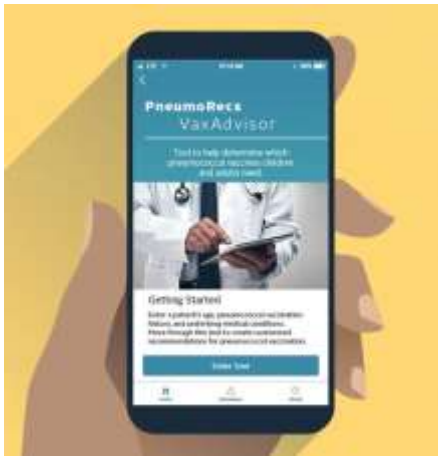 PneumoRecs
VaxAdvisor
Tool to help determine which
pneumococcal vaccines children
and adults need.
Getting Started
Enter a patient's age, pneumococcal vaccination
history, and underlying medical conditions.
Move through this tool to create customized
recommendations for pneumococcal vaccination.